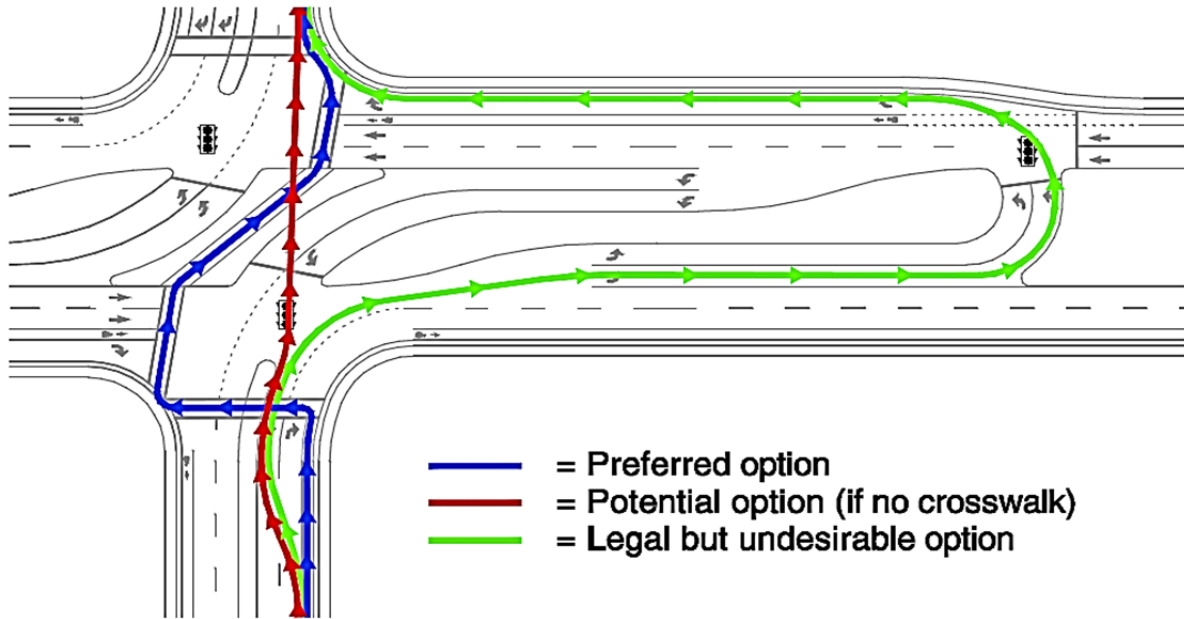 = Preferred option
= Potential option (if no crosswalk)
= Legal but undesirable option